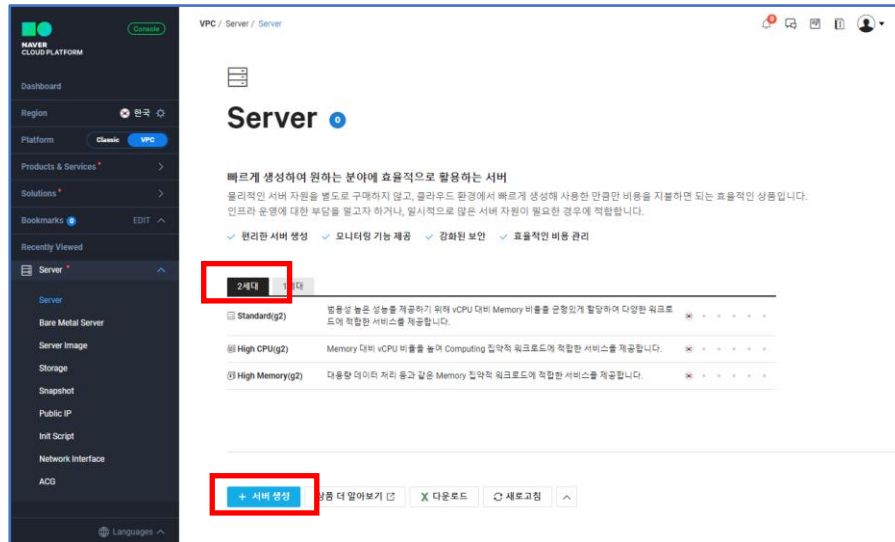 NAVER
CLOUD PLATFORM
Console
VPC / Server / Server
Dashboard
Region 한국
Platform Classic VPC
Products & Services
Solutions
Bookmarks 0 EDIT
Recently Viewed
Server
Server
Bare Metal Server
Server Image
Storage
Snapshot
Public IP
Init Script
Network Interface
ACG
Languages
Server 0
빠르게 생성하여 원하는 분야에 효율적으로 활용하는 서버
물리적인 서버 자원을 별도로 구매하지 않고, 클라우드 환경에서 빠르게 생성해 사용한 만큼만 비용을 지불하면 되는 효율적인 상품입니다.
인프라 운영에 대한 부담을 덜고자 하거나, 일시적으로 많은 서버 자원이 필요한 경우에 적합합니다.
편리한 서버 생성 모니터링 기능 제공 강화된 보안 효율적인 비용 관리
2세대
Standard(g2) 범용성 높은 성능을 제공하기 위해 vCPU 대비 Memory 비율을 균형있게 할당하여 다양한 워크로
드에 적합한 서비스를 제공합니다.
High CPU(g2) Memory 대비 vCPU 비율을 높여 Computing 집약적 워크로드에 적합한 서비스를 제공합니다.
High Memory(g2) 대용량 데이터 처리 등과 같은 Memory 집약적 워크로드에 적합한 서비스를 제공합니다.
+ 서버 생성 상품 더 알아보기 다운로드 새로고침